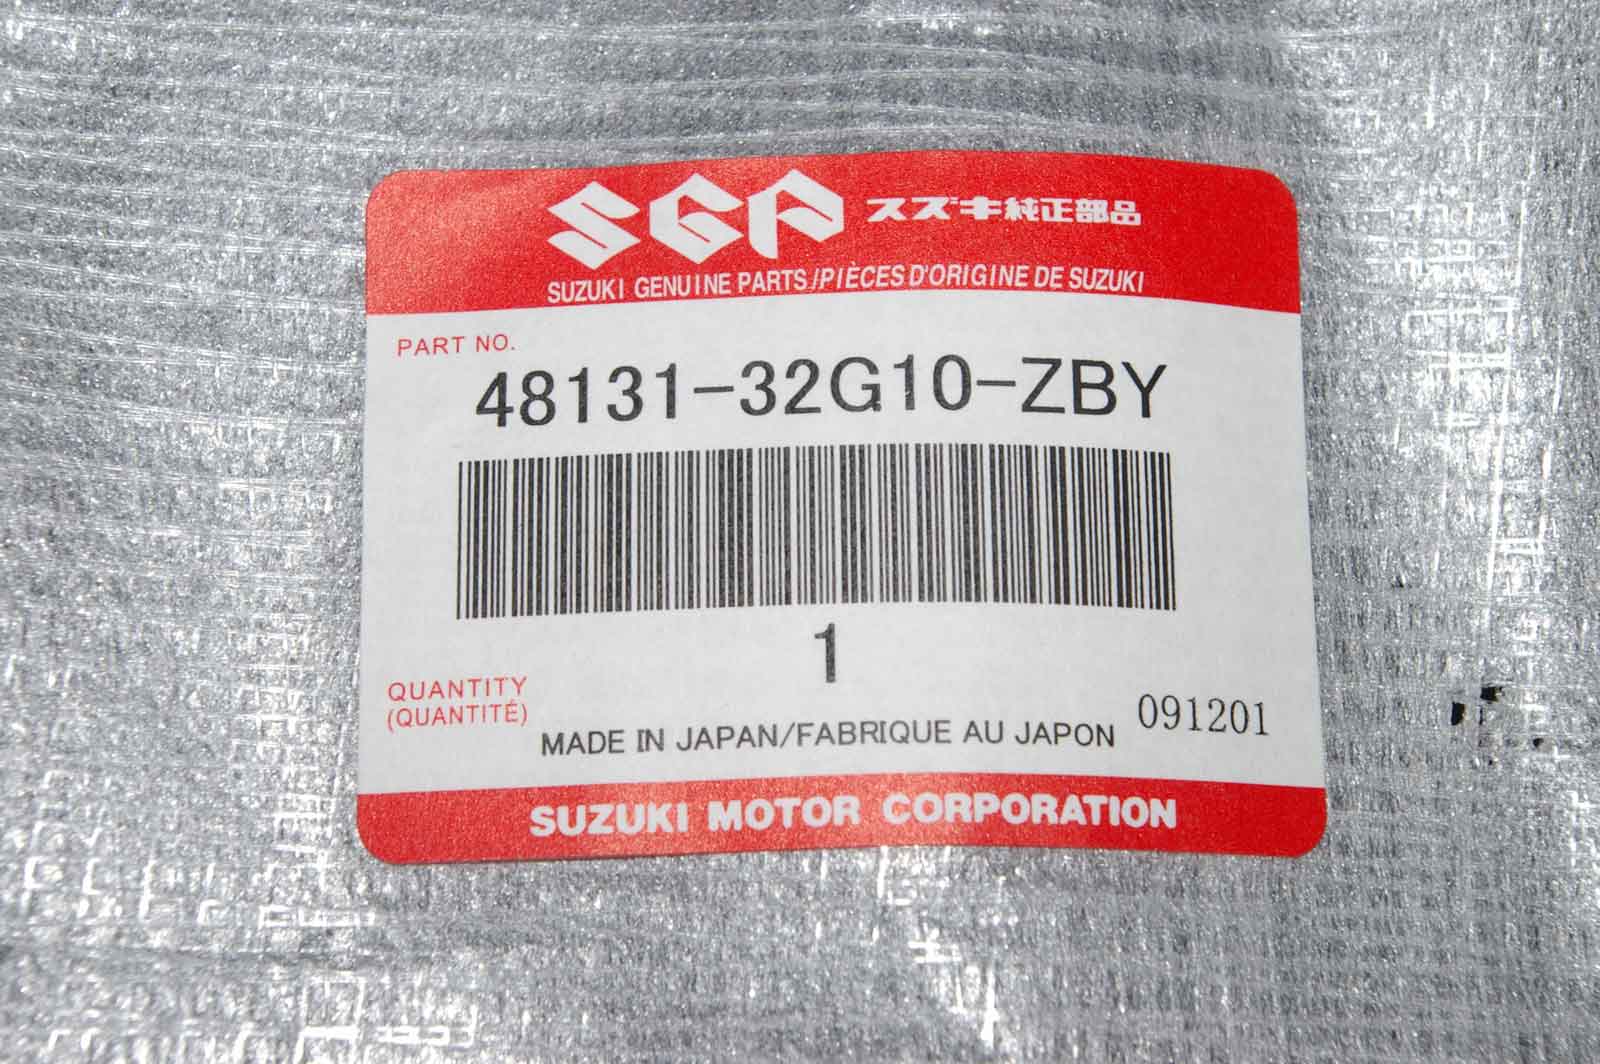 SGP スズキ純正部品
SUZUKI GENUINE PARTS/PIÈCES D'ORIGINE DE SUZUKI
PART NO.
48131-32G10-ZBY
1
QUANTITY
(QUANTITÉ)
MADE IN JAPAN/FABRIQUE AU JAPON 091201
SUZUKI MOTOR CORPORATION